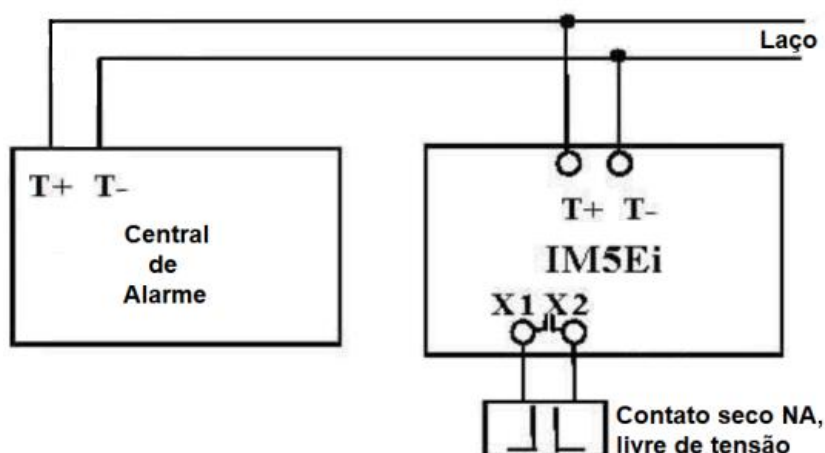 Laço
T+ T-
Central
de
Alarme
T+ T-
IM5Ei
X1 X2
Contato seco NA,
livre de tensão